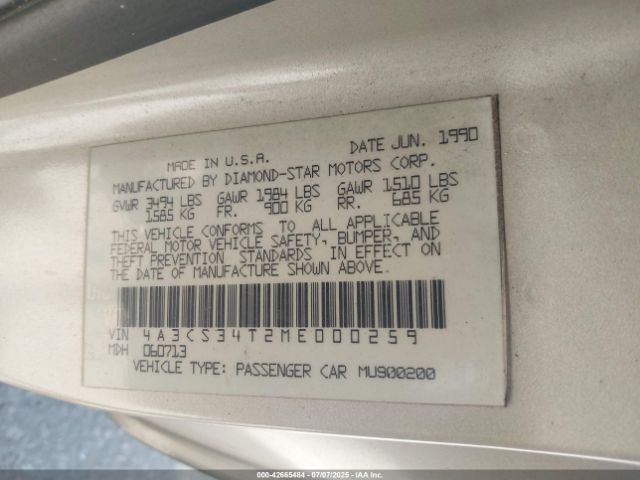 MADE IN U.S.A. DATE JUN. 1990
MANUFACTURED BY DIAMOND-STAR MOTORS CORP.
GVWR 3494 LBS GAWR 1984 LBS GAWR 1510 LBS
1585 KG FR. 900 KG RR. 685 KG
THIS VEHICLE CONFORMS TO ALL APPLICABLE
FEDERAL MOTOR VEHICLE SAFETY, BUMPER, AND
THEFT PREVENTION STANDARDS IN EFFECT ON
THE DATE OF MANUFACTURE SHOWN ABOVE.
VIN 4A3CS34T2ME000259
MDH 060713
VEHICLE TYPE: PASSENGER CAR MU900200
000-42665484 | 07/07/2025 - IAA, Inc.